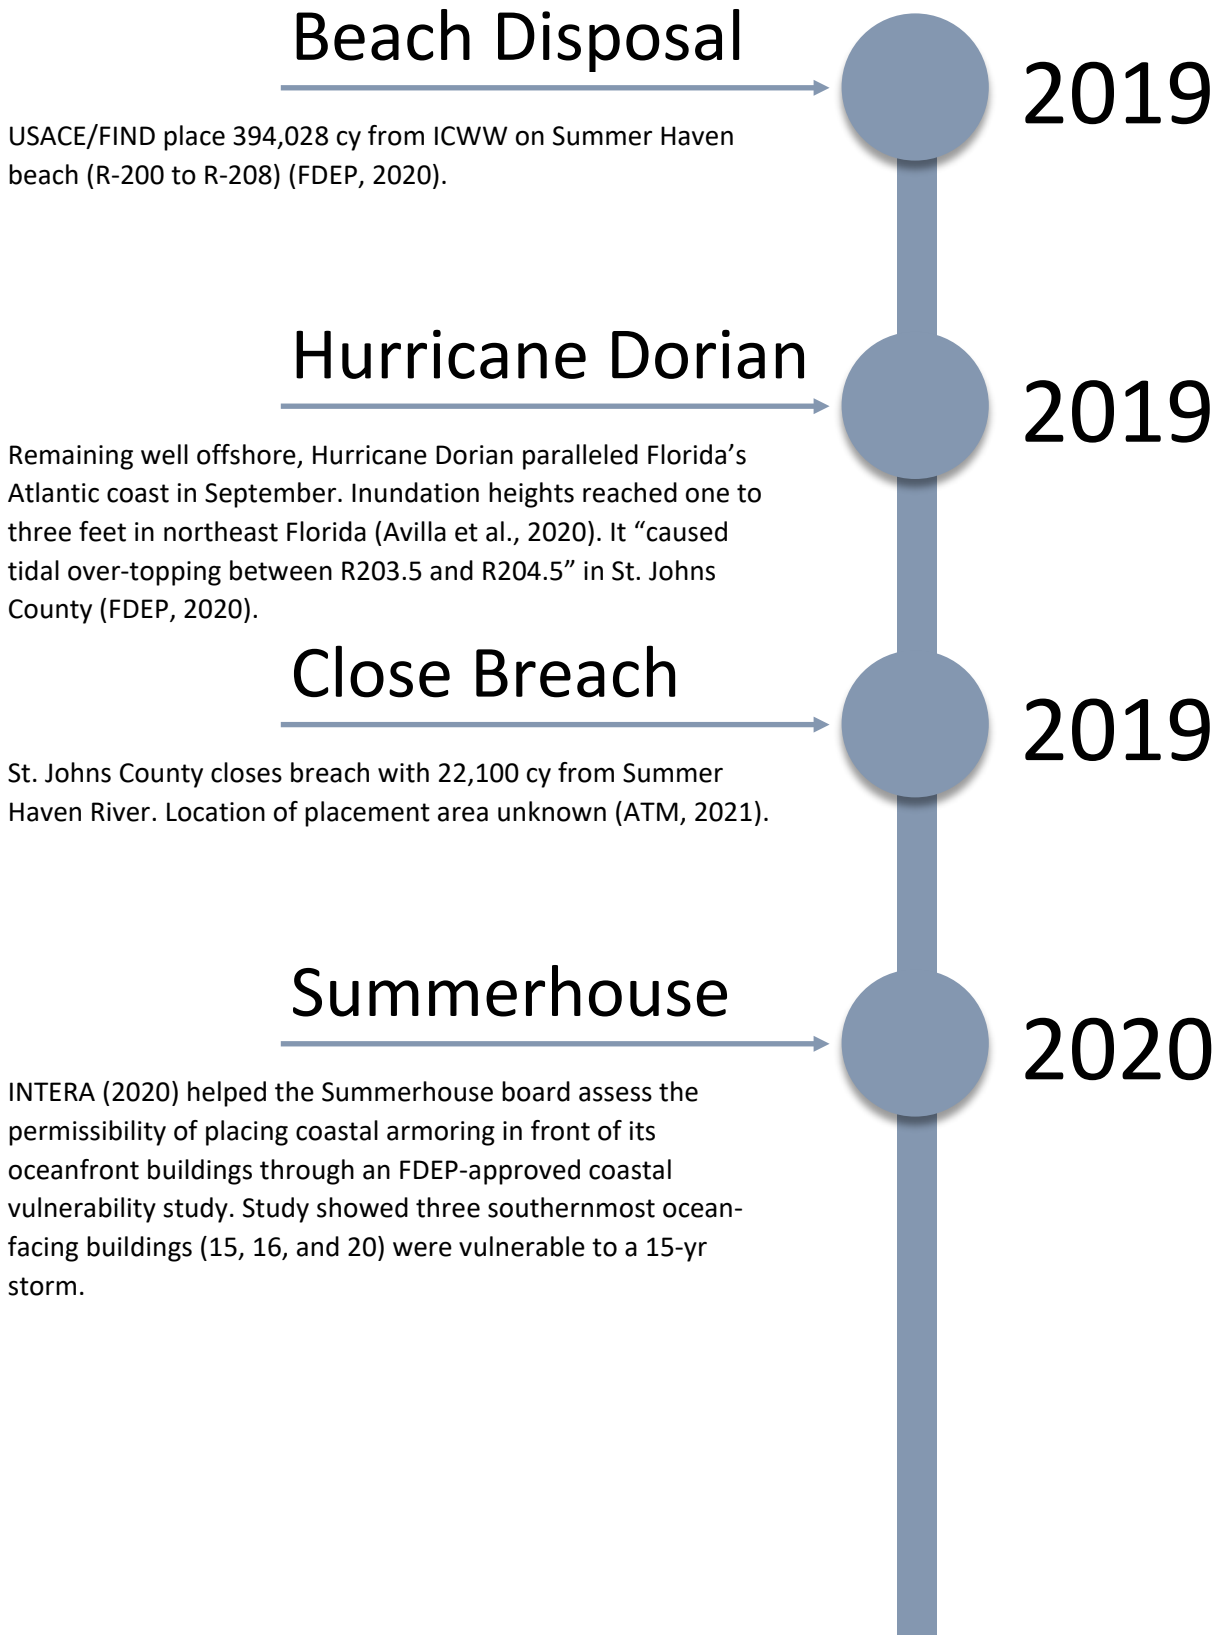 Beach Disposal
2019
USACE/FIND place 394,028 cy from ICWW on Summer Haven
beach (R-200 to R-208) (FDEP, 2020).
Hurricane Dorian
2019
Remaining well offshore, Hurricane Dorian paralleled Florida’s
Atlantic coast in September. Inundation heights reached one to
three feet in northeast Florida (Avilla et al., 2020). It “caused
tidal over-topping between R203.5 and R204.5” in St. Johns
County (FDEP, 2020).
Close Breach
2019
St. Johns County closes breach with 22,100 cy from Summer
Haven River. Location of placement area unknown (ATM, 2021).
Summerhouse
2020
INTERA (2020) helped the Summerhouse board assess the
permissibility of placing coastal armoring in front of its
oceanfront buildings through an FDEP-approved coastal
vulnerability study. Study showed three southernmost ocean-
facing buildings (15, 16, and 20) were vulnerable to a 15-yr
storm.